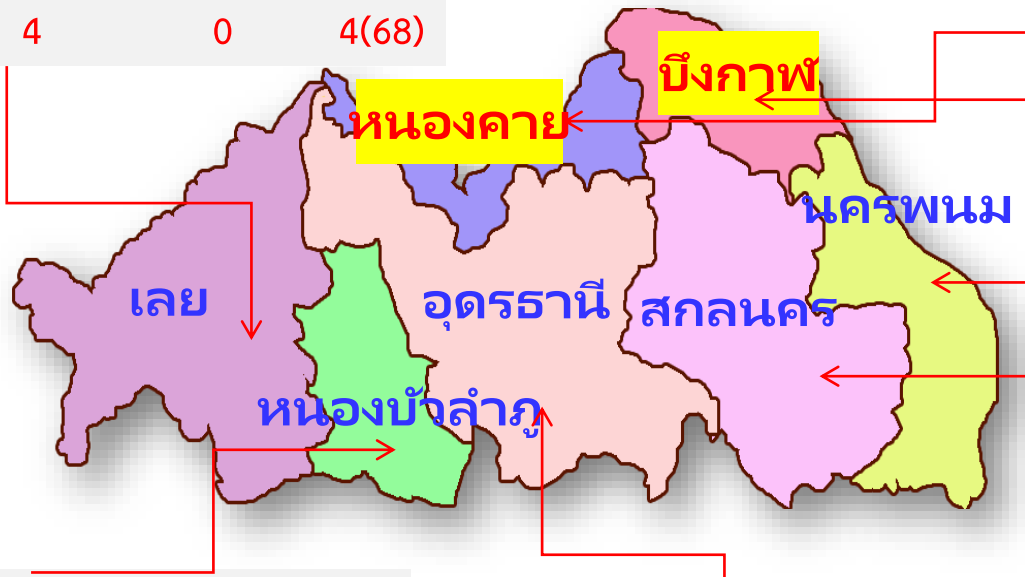 4 0 4(68)
บึงกาฬ
หนองคาย
นครพนม
เลย
อุดรธานี
สกลนคร
หนองบัวลำภู